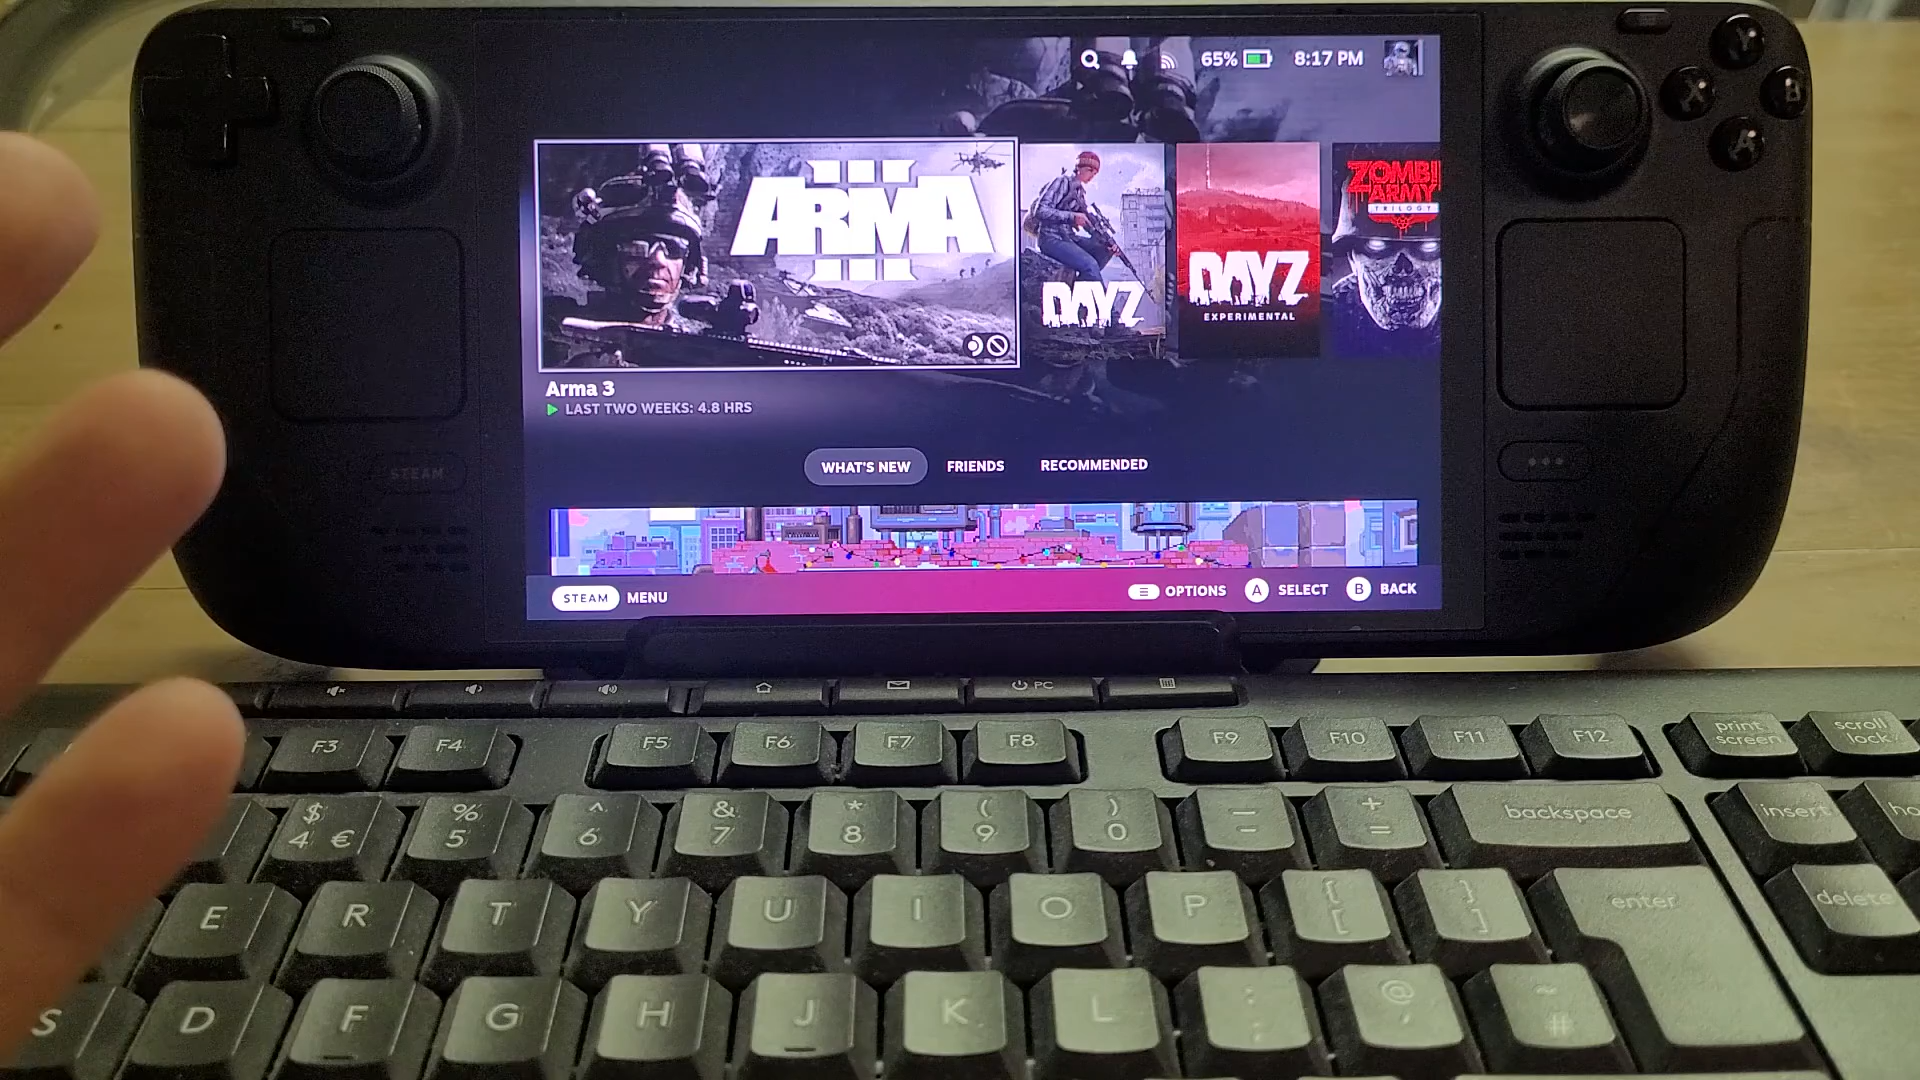 65% 8:17 PM
Y
X
B
A
ARMA
III
DAYZ
DAYZ
EXPERIMENTAL
ZOMBI
ARMY
TRILOGY
Arma 3
LAST TWO WEEKS: 4.8 HRS
STEAM
WHAT'S NEW FRIENDS RECOMMENDED
STEAM MENU
OPTIONS A SELECT B BACK
PC
F3 F4 F5 F6 F7 F8 F9 F10 F11 F12 print screen scroll lock
$ % ^ & * ( ) _ +
4 € 5 6 7 8 9 0 - = backspace insert ho
E R T Y U I O P { [ } ] enter delete
S D F G H J K L : ; @ ' ~ #